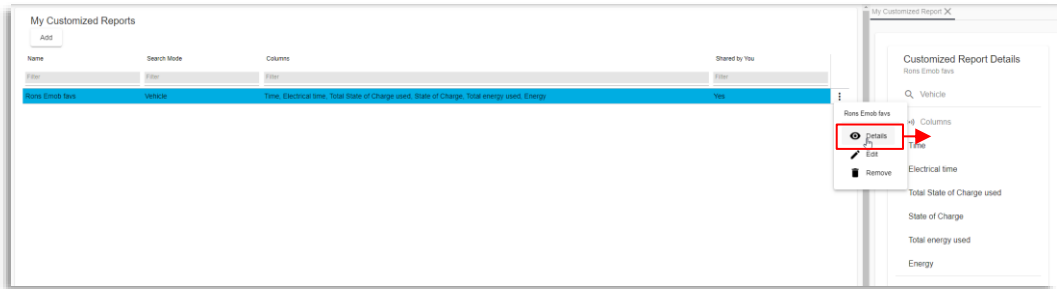 My Customized Reports
Add
Name Search Mode Columns Shared by You
Filter Filter Filter Filter
Rons Emob favs Vehicle Time, Electrical time, Total State of Charge used, State of Charge, Total energy used, Energy Yes
Rons Emob favs
Details
Edit
Remove
My Customized Report
Customized Report Details
Rons Emob favs
Vehicle
Columns
Time
Electrical time
Total State of Charge used
State of Charge
Total energy used
Energy